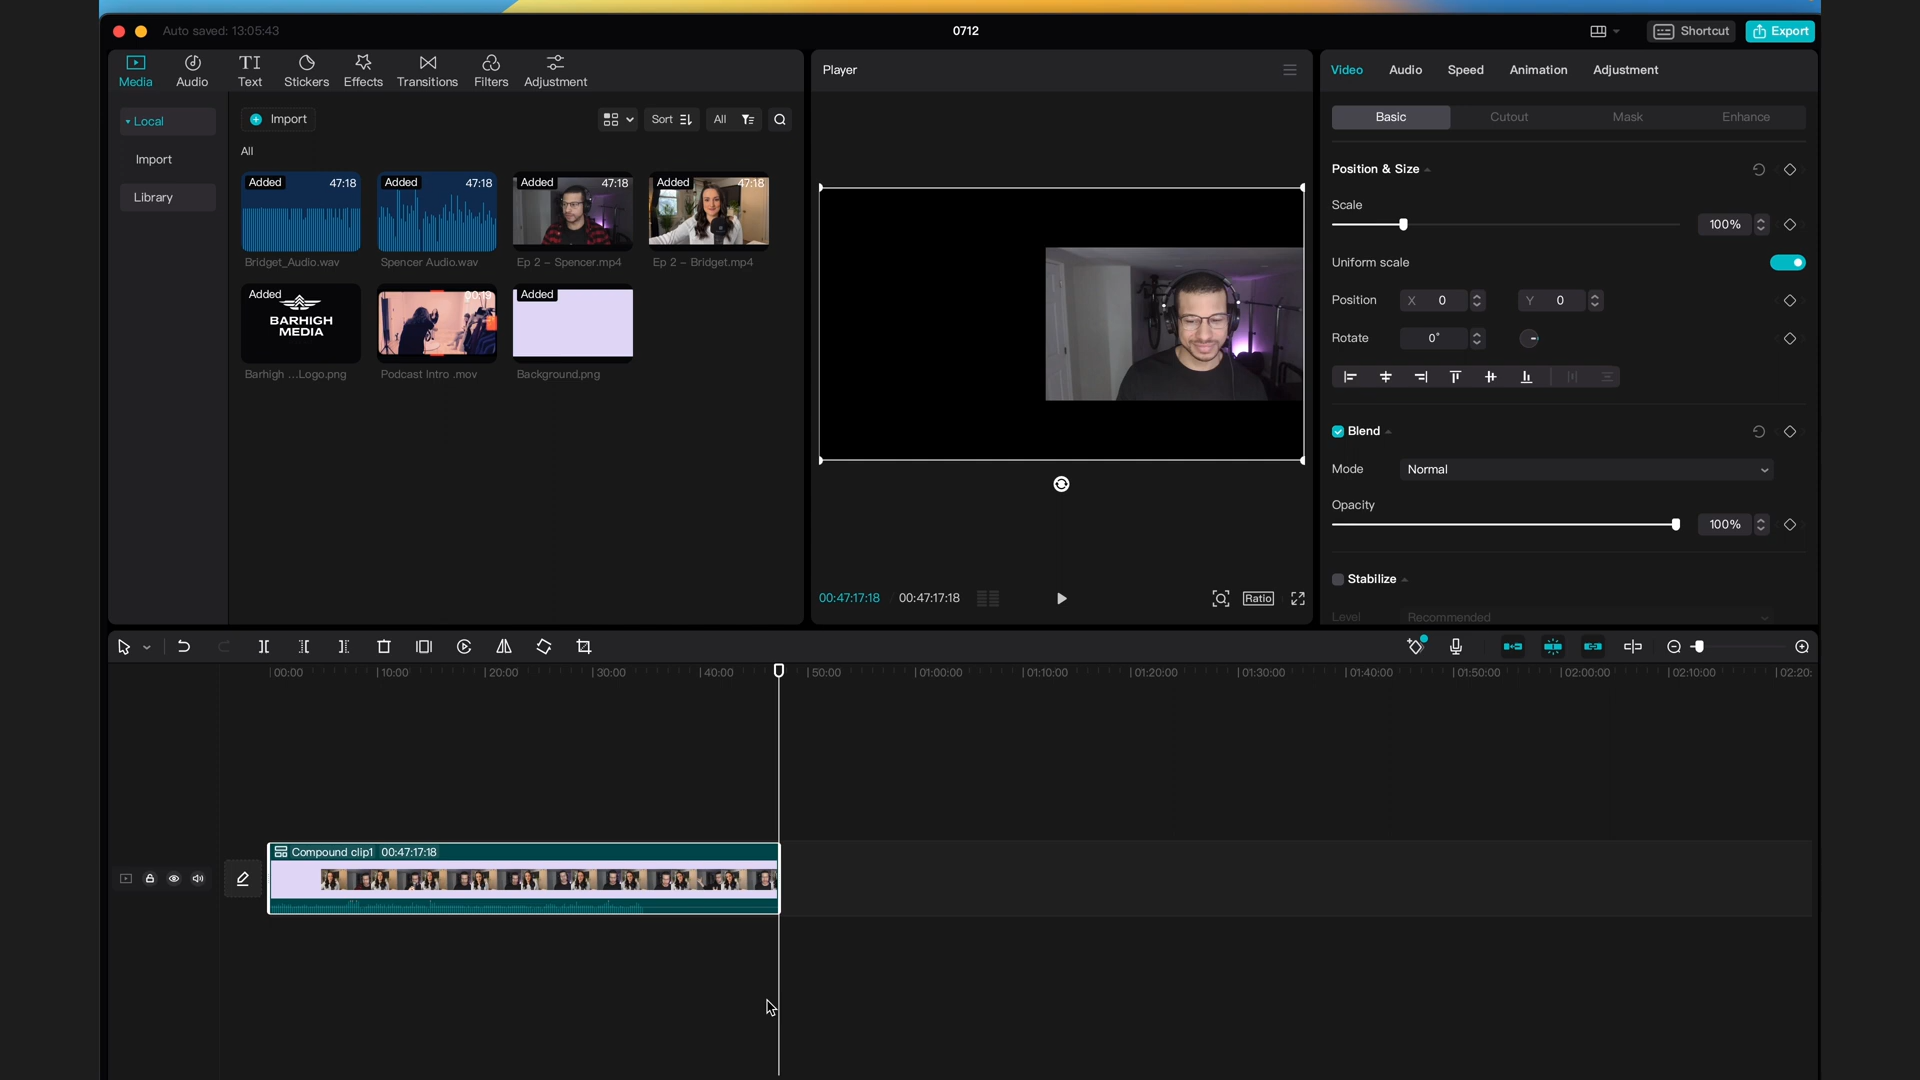 Auto saved: 13:05:43
0712
Shortcut
Export
Media
Audio
Text
Stickers
Effects
Transitions
Filters
Adjustment
Local
Import
Library
Import
Sort
All
All
Added 47:18
Added 47:18
Added 47:18
Added 47:18
Bridget_Audio.wav
Spencer Audio.wav
Ep 2 – Spencer.mp4
Ep 2 – Bridget.mp4
Added
BARHIGH
MEDIA
00:19
Added
Barhigh ...Logo.png
Podcast Intro .mov
Background.png
Player
00:47:17:18
00:47:17:18
Ratio
Video
Audio
Speed
Animation
Adjustment
Basic
Cutout
Mask
Enhance
Position & Size
Scale
100%
Uniform scale
Position X 0 Y 0
Rotate 0°
Blend
Mode Normal
Opacity
100%
Stabilize
Level Recommended
00:00 10:00 20:00 30:00 40:00 50:00 01:00:00 01:10:00 01:20:00 01:30:00 01:40:00 01:50:00 02:00:00 02:10:00 02:20:
Compound clip1 00:47:17:18